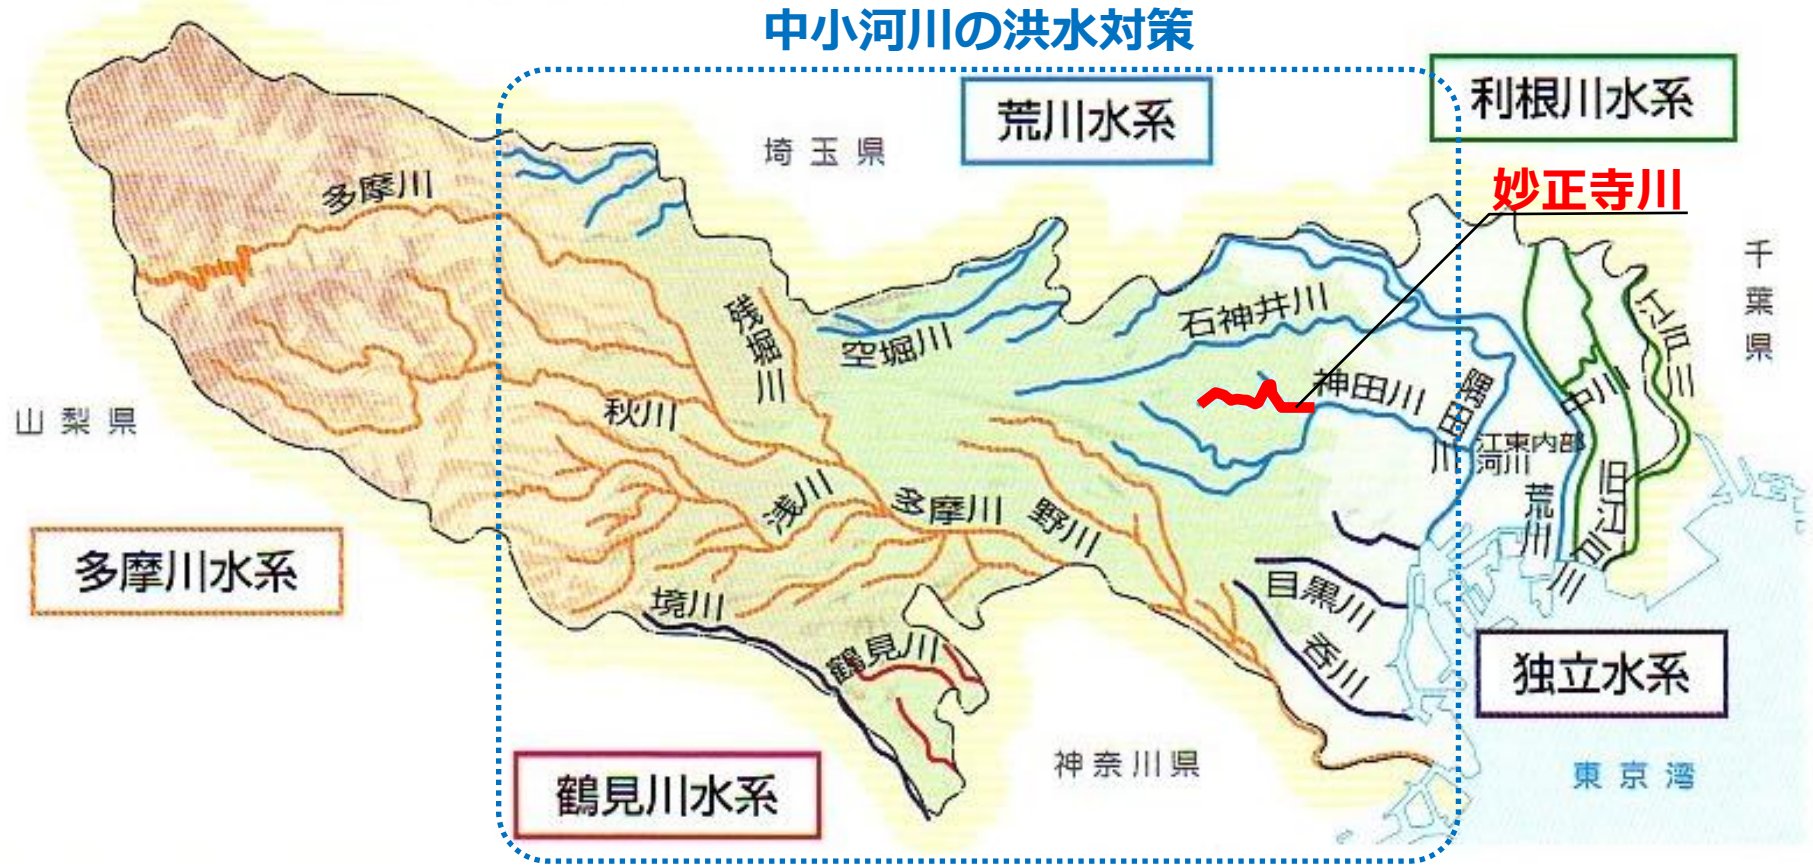 中小河川の洪水対策
荒川水系
利根川水系
埼玉県
妙正寺川
多摩川
千葉県
残堀川
空堀川
石神井川
江戸川
山梨県
秋川
神田川
隅田川
中川
江東内部
河川
浅川
多摩川
野川
荒川
旧江戸川
多摩川水系
境川
目黒川
鶴見川
呑川
独立水系
鶴見川水系
神奈川県
東京湾